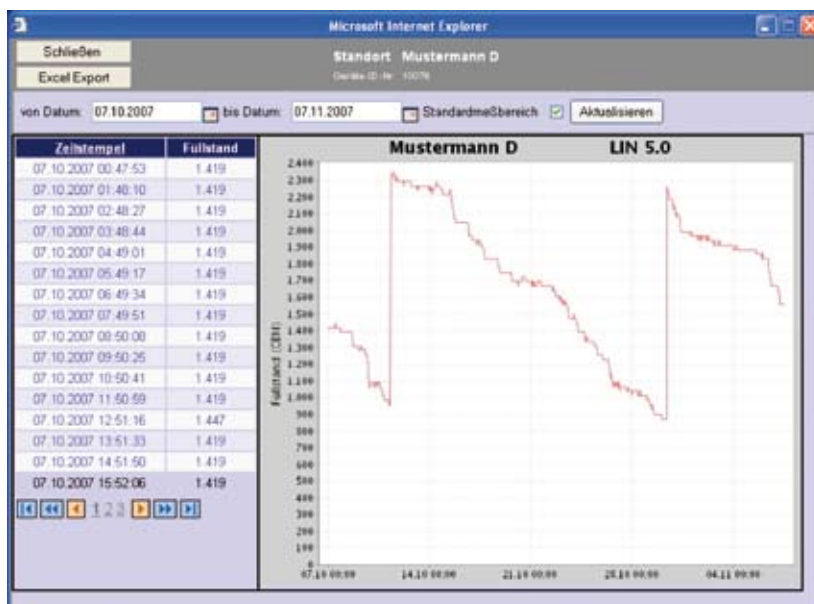 Microsoft Internet Explorer
Schließen
Excel Export
Standort Mustermann D
Geräte-ID-Nr 10076
von Datum: 07.10.2007 bis Datum: 07.11.2007 Standardmeßbereich Aktualisieren
Zeitstempel Füllstand
07.10.2007 00:47:53 1.419
07.10.2007 01:48:10 1.419
07.10.2007 02:48:27 1.419
07.10.2007 03:48:44 1.419
07.10.2007 04:49:01 1.419
07.10.2007 05:49:17 1.419
07.10.2007 06:49:34 1.419
07.10.2007 07:49:51 1.419
07.10.2007 08:50:08 1.419
07.10.2007 09:50:25 1.419
07.10.2007 10:50:41 1.419
07.10.2007 11:50:59 1.419
07.10.2007 12:51:16 1.447
07.10.2007 13:51:33 1.419
07.10.2007 14:51:50 1.419
07.10.2007 15:52:06 1.419
1 2 3
Mustermann D LIN 5.0
Füllstand (CBM)
2.400
2.300
2.200
2.100
2.000
1.900
1.800
1.700
1.600
1.500
1.400
1.300
1.200
1.100
1.000
900
800
700
600
500
400
300
200
100
0
07.10 00:00 14.10 00:00 21.10 00:00 28.10 00:00 04.11 00:00